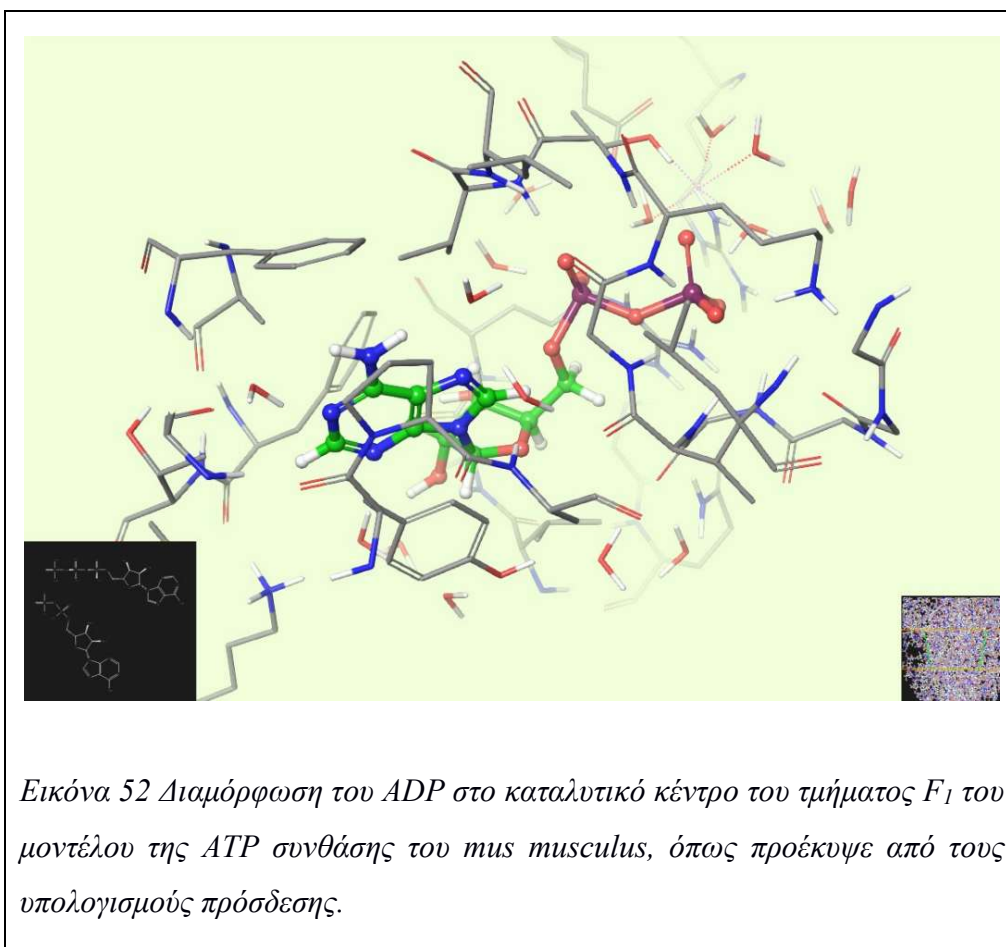 Εικόνα 52 Διαμόρφωση του ADP στο καταλυτικό κέντρο του τμήματος F₁ του
μοντέλου της ATP συνθάσης του mus musculus, όπως προέκυψε από τους
υπολογισμούς πρόσδεσης.